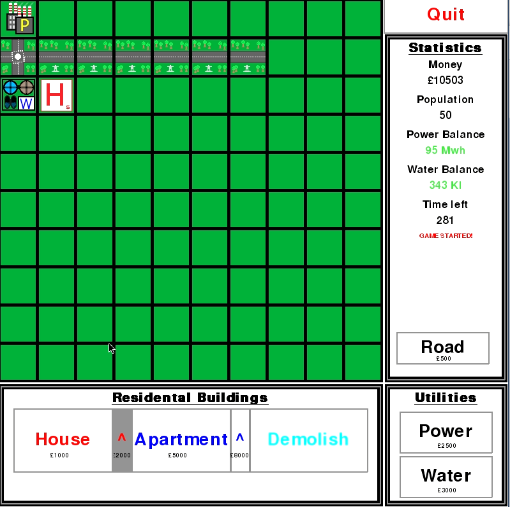 Quit
P
W
H
s
Statistics
Money
£10503
Population
50
Power Balance
95 Mwh
Water Balance
343 Kl
Time left
281
GAME STARTED!
Road
£500
Residental Buildings
House
£1000
^
£2000
Apartment
£5000
^
£8000
Demolish
Utilities
Power
£2500
Water
£3000